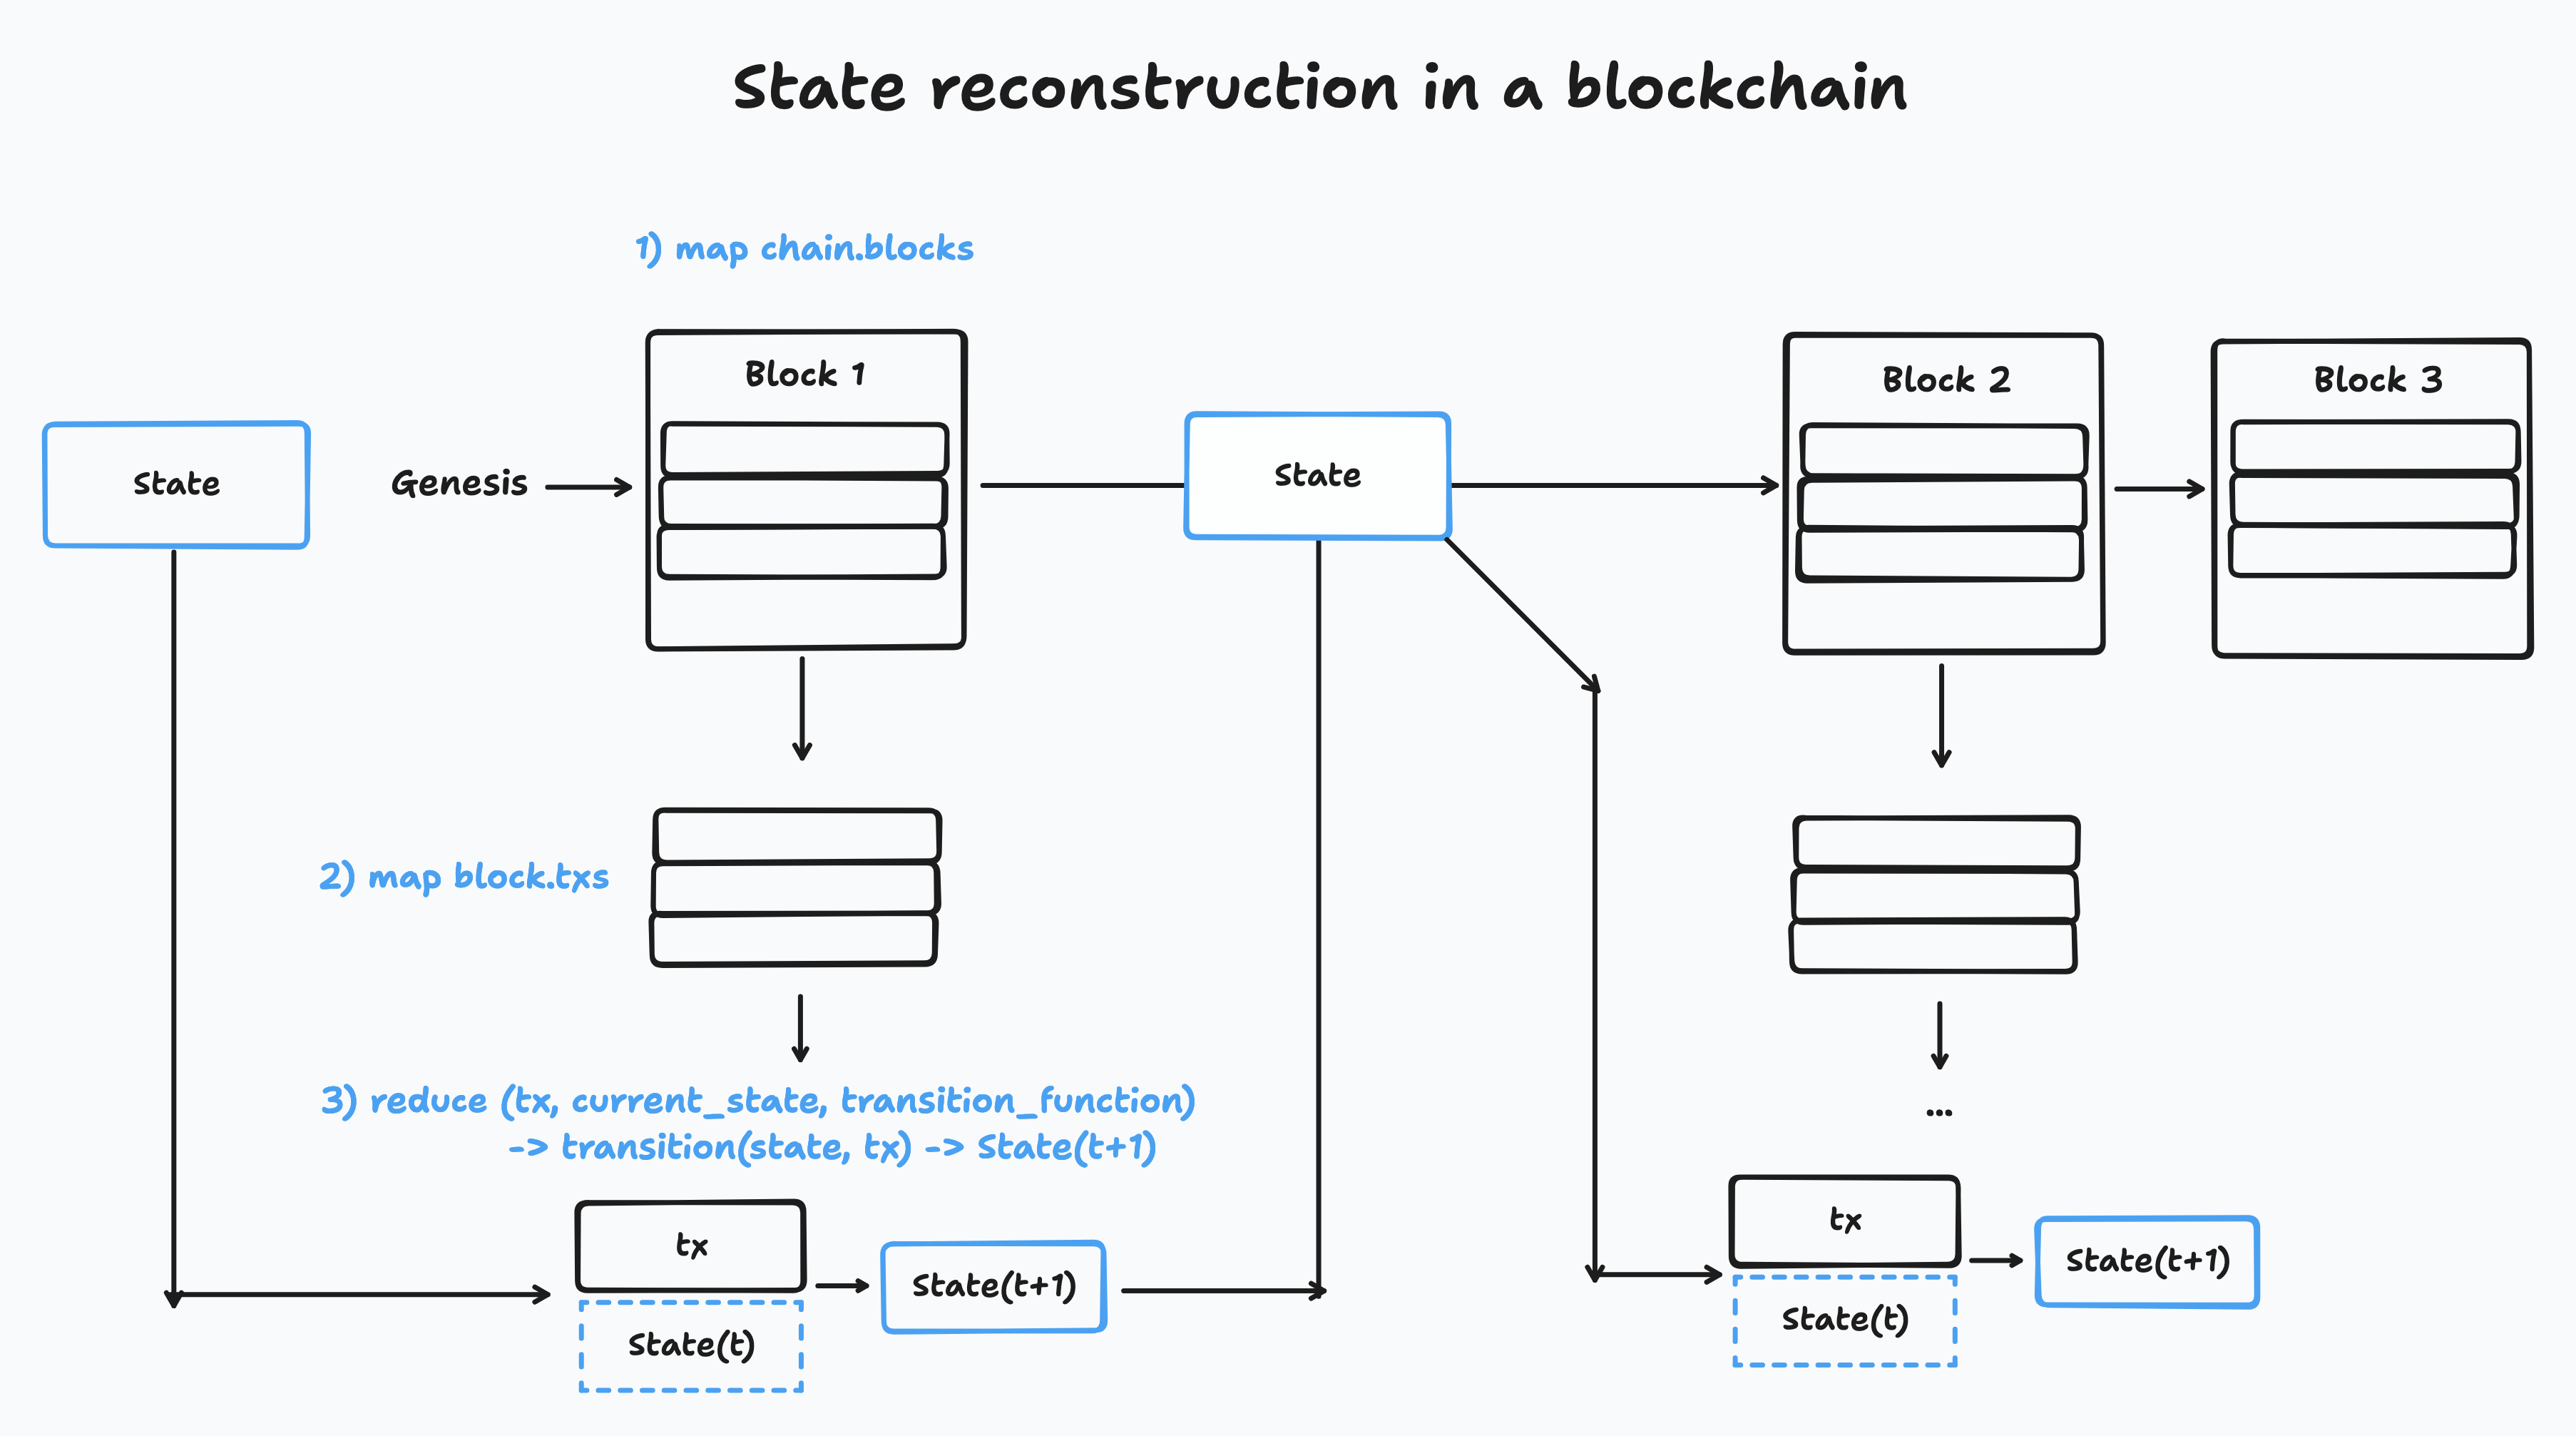 State reconstruction in a blockchain
1) map chain.blocks
Block 1
Block 2
Block 3
State
Genesis
State
2) map block.txs
3) reduce (tx, current_state, transition_function)
-> transition(state, tx) -> State(t+1)
...
tx
State(t+1)
State(t)
tx
State(t+1)
State(t)